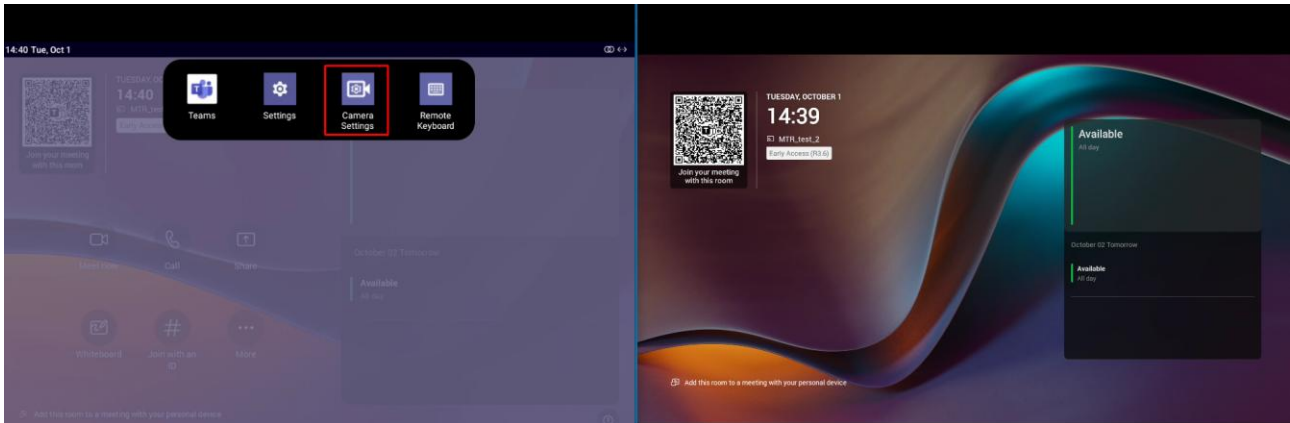 14:40 Tue, Oct 1
Teams
Settings
Camera
Settings
Remote
Keyboard
TUESDAY, OC
14:40
MTR_tes
Early Access
Join your meeting
with this room
Meet now
Call
Share
Whiteboard
Join with an
ID
More
October 02 Tomorrow
Available
All day
Add this room to a meeting with your personal device
TUESDAY, OCTOBER 1
14:39
MTR_test_2
Early Access (R3.6)
Join your meeting
with this room
Available
All day
October 02 Tomorrow
Available
All day
Add this room to a meeting with your personal device